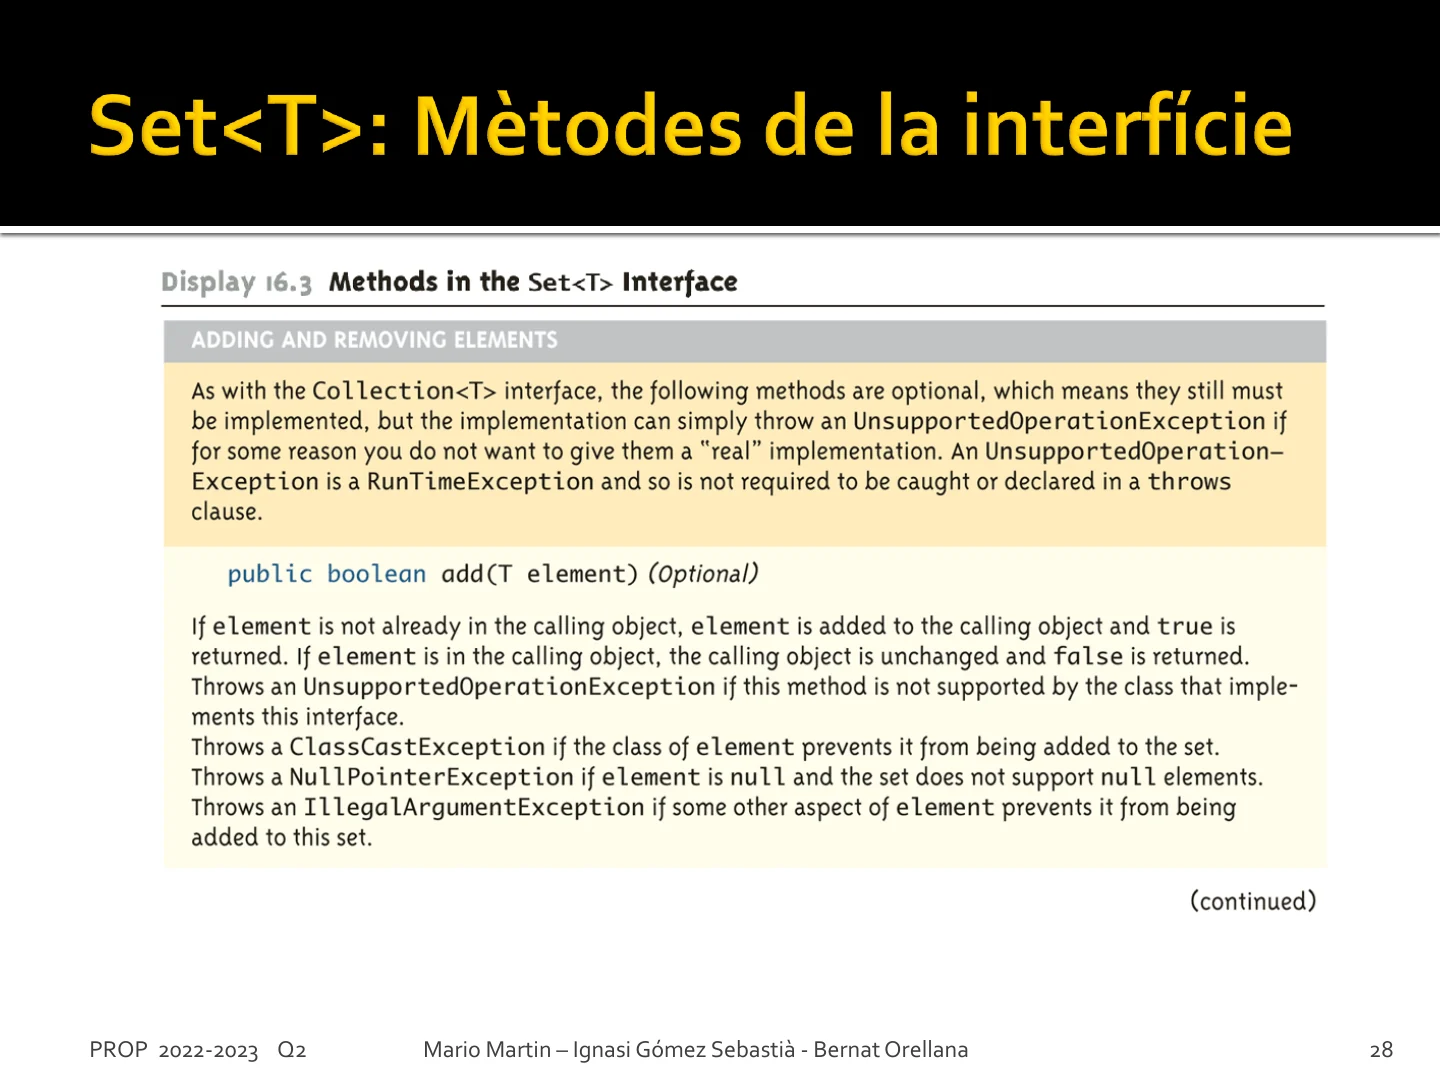 Set<T>: Mètodes de la interfície
Display 16.3 Methods in the Set<T> Interface
ADDING AND REMOVING ELEMENTS
As with the Collection<T> interface, the following methods are optional, which means they still must
be implemented, but the implementation can simply throw an UnsupportedOperationException if
for some reason you do not want to give them a “real” implementation. An UnsupportedOperation–
Exception is a RunTimeException and so is not required to be caught or declared in a throws
clause.
public boolean add(T element) (Optional)
If element is not already in the calling object, element is added to the calling object and true is
returned. If element is in the calling object, the calling object is unchanged and false is returned.
Throws an UnsupportedOperationException if this method is not supported by the class that imple-
ments this interface.
Throws a ClassCastException if the class of element prevents it from being added to the set.
Throws a NullPointerException if element is null and the set does not support null elements.
Throws an IllegalArgumentException if some other aspect of element prevents it from being
added to this set.
(continued)
PROP 2022-2023 Q2 Mario Martin – Ignasi Gómez Sebastià - Bernat Orellana 28